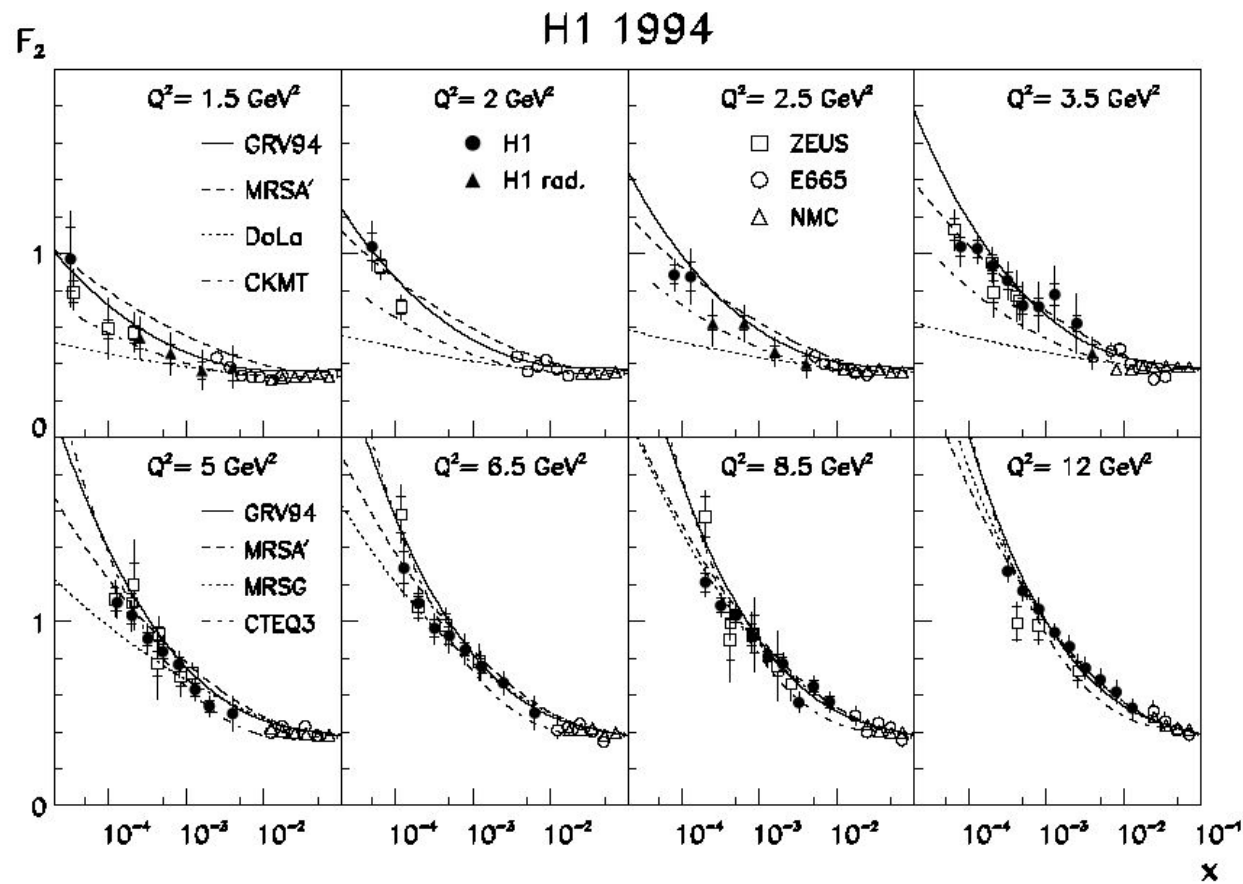 H1 1994
F₂
Q²= 1.5 GeV²
GRV94
MRSA′
DoLa
CKMT
Q²= 2 GeV²
H1
H1 rad.
Q²= 2.5 GeV²
ZEUS
E665
NMC
Q²= 3.5 GeV²
1
0
Q²= 5 GeV²
GRV94
MRSA′
MRSG
CTEQ3
Q²= 6.5 GeV²
Q²= 8.5 GeV²
Q²= 12 GeV²
1
0
10⁻⁴ 10⁻³ 10⁻² 10⁻⁴ 10⁻³ 10⁻² 10⁻⁴ 10⁻³ 10⁻² 10⁻⁴ 10⁻³ 10⁻² 10⁻¹
x